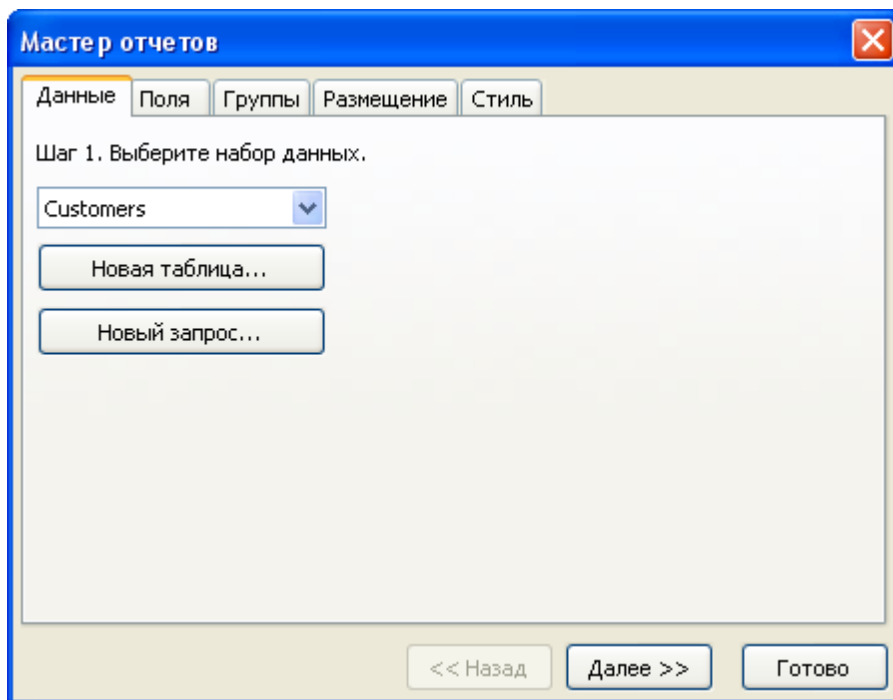 Мастер отчетов
Данные Поля Группы Размещение Стиль
Шаг 1. Выберите набор данных.
Customers
Новая таблица...
Новый запрос...
<< Назад Далее >> Готово